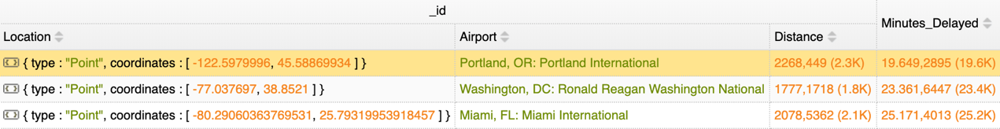 _id
Minutes_Delayed
Location Airport Distance
{ type : "Point", coordinates : [ -122.5979996, 45.58869934 ] } Portland, OR: Portland International 2268,449 (2.3K) 19.649,2895 (19.6K)
{ type : "Point", coordinates : [ -77.037697, 38.8521 ] } Washington, DC: Ronald Reagan Washington National 1777,1718 (1.8K) 23.361,6447 (23.4K)
{ type : "Point", coordinates : [ -80.29060363769531, 25.79319953918457 ] } Miami, FL: Miami International 2078,5362 (2.1K) 25.171,4013 (25.2K)